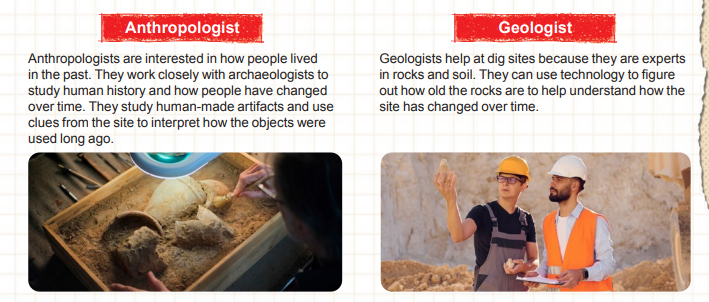 Anthropologist
Anthropologists are interested in how people lived
in the past. They work closely with archaeologists to
study human history and how people have changed
over time. They study human-made artifacts and use
clues from the site to interpret how the objects were
used long ago.
Geologist
Geologists help at dig sites because they are experts
in rocks and soil. They can use technology to figure
out how old the rocks are to help understand how the
site has changed over time.